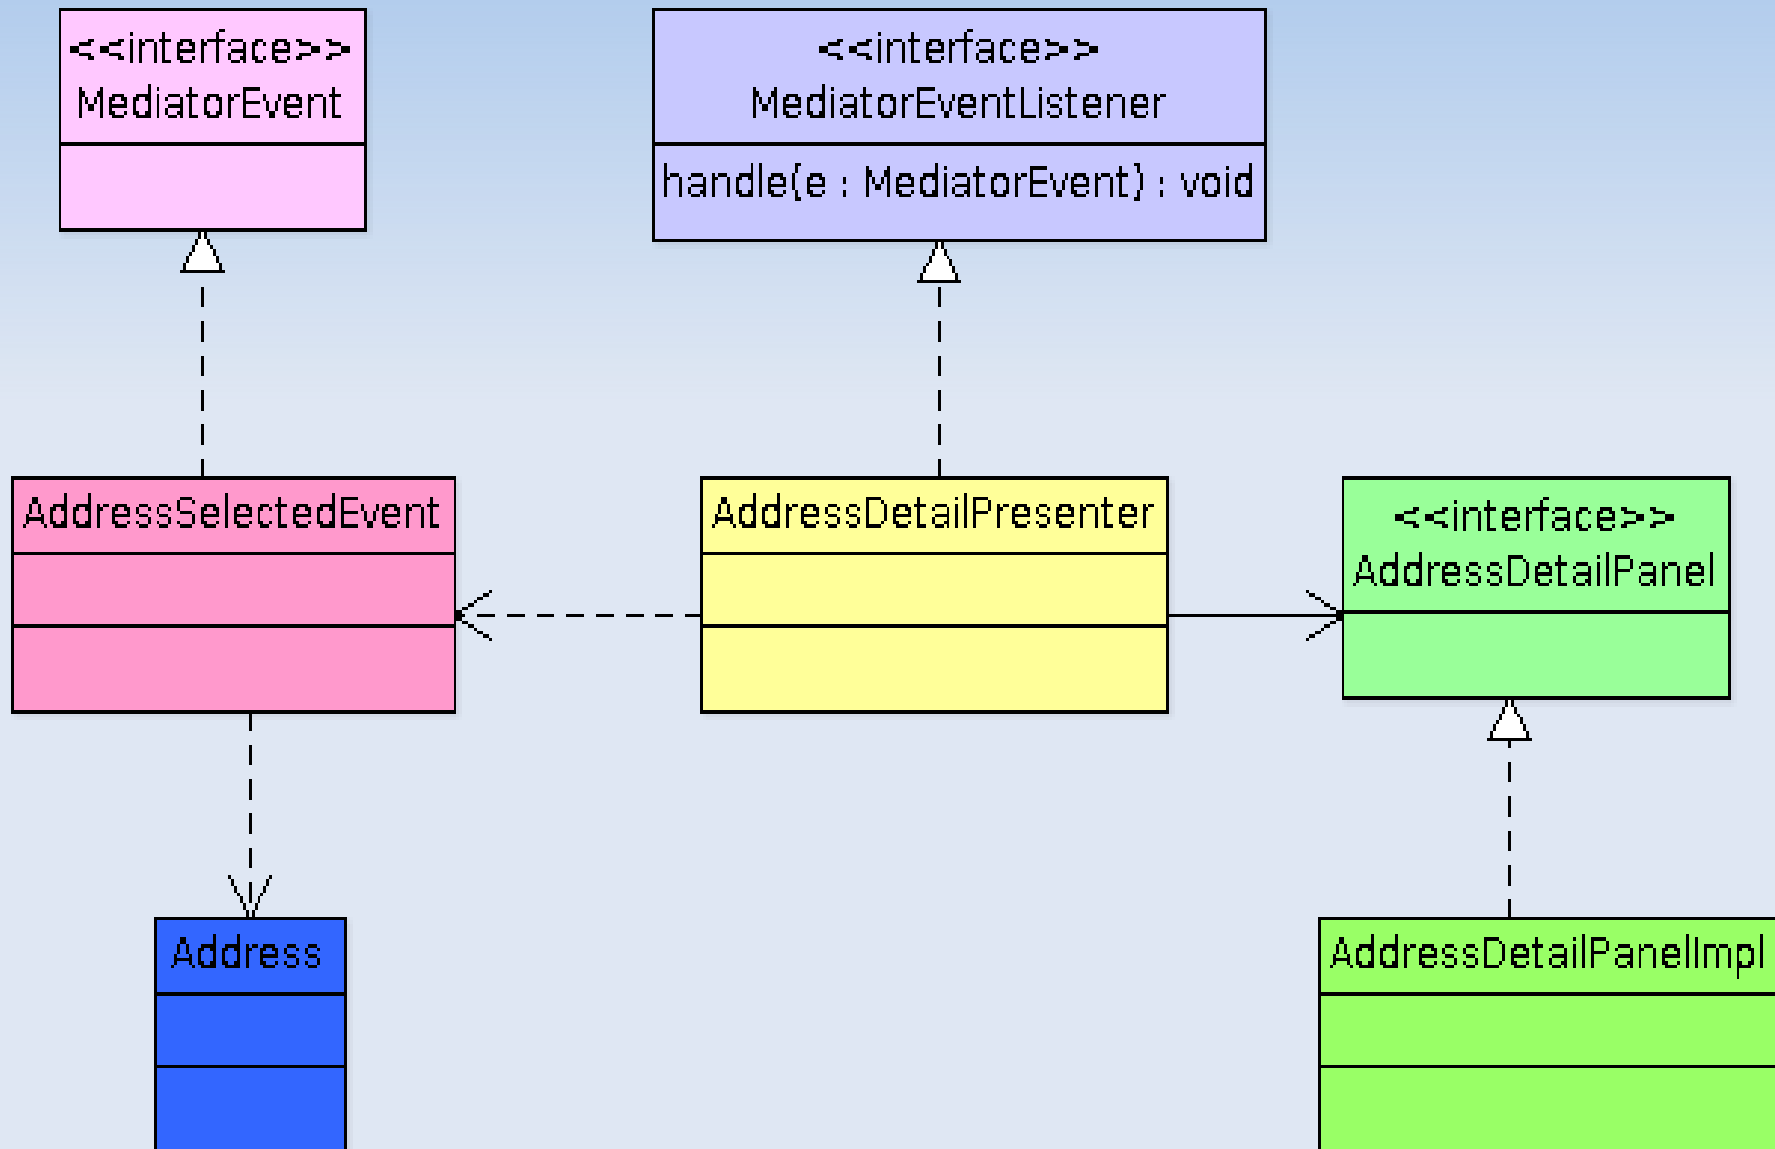 <<interface>>
MediatorEvent
<<interface>>
MediatorEventListener
handle(e : MediatorEvent) : void
AddressSelectedEvent
AddressDetailPresenter
<<interface>>
AddressDetailPanel
Address
AddressDetailPanelImpl